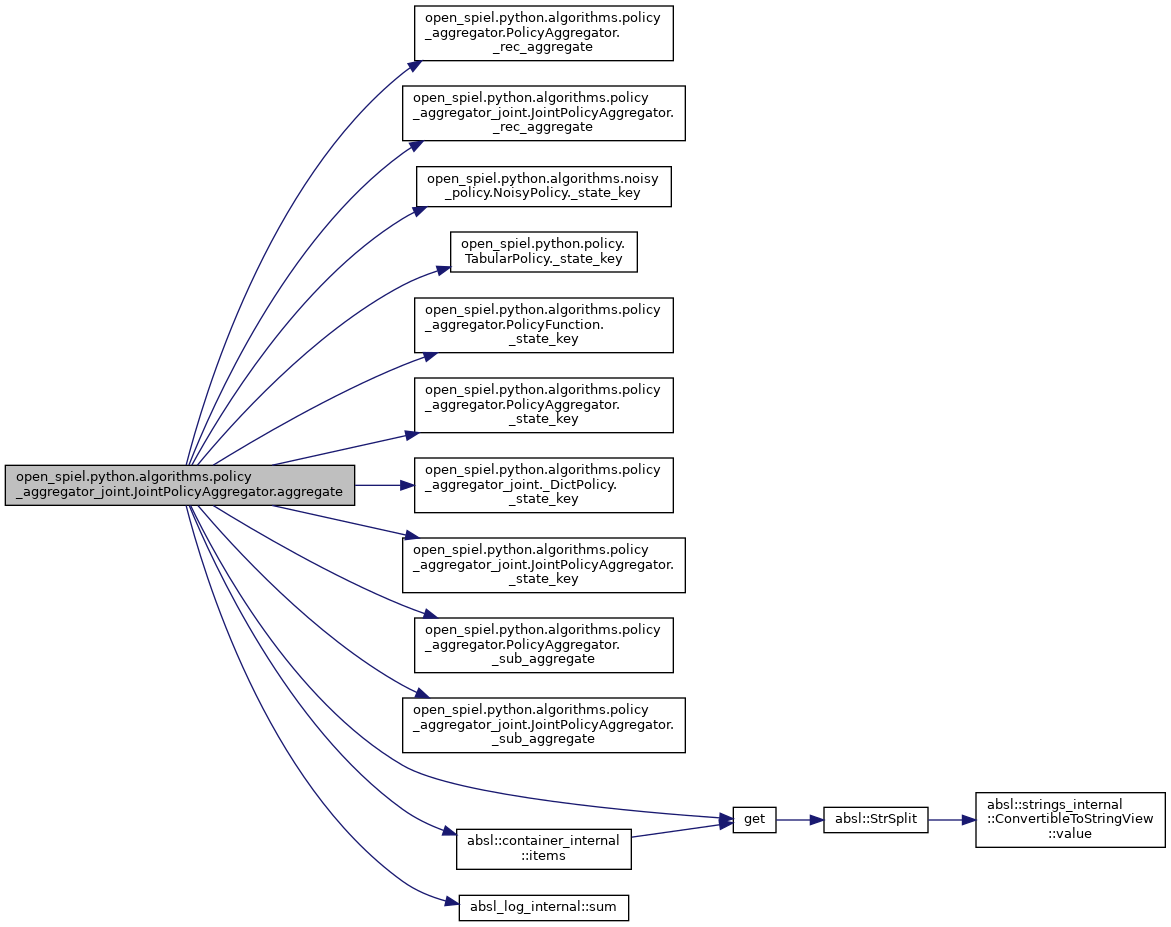 open_spiel.python.algorithms.policy
_aggregator.PolicyAggregator.
_rec_aggregate
open_spiel.python.algorithms.policy
_aggregator_joint.JointPolicyAggregator.
_rec_aggregate
open_spiel.python.algorithms.noisy
_policy.NoisyPolicy._state_key
open_spiel.python.policy.
TabularPolicy._state_key
open_spiel.python.algorithms.policy
_aggregator.PolicyFunction.
_state_key
open_spiel.python.algorithms.policy
_aggregator.PolicyAggregator.
_state_key
open_spiel.python.algorithms.policy
_aggregator_joint.JointPolicyAggregator.aggregate
open_spiel.python.algorithms.policy
_aggregator_joint._DictPolicy.
_state_key
open_spiel.python.algorithms.policy
_aggregator_joint.JointPolicyAggregator.
_state_key
open_spiel.python.algorithms.policy
_aggregator.PolicyAggregator.
_sub_aggregate
open_spiel.python.algorithms.policy
_aggregator_joint.JointPolicyAggregator.
_sub_aggregate
get
absl::StrSplit
absl::strings_internal
::ConvertibleToStringView
::value
absl::container_internal
::items
absl_log_internal::sum